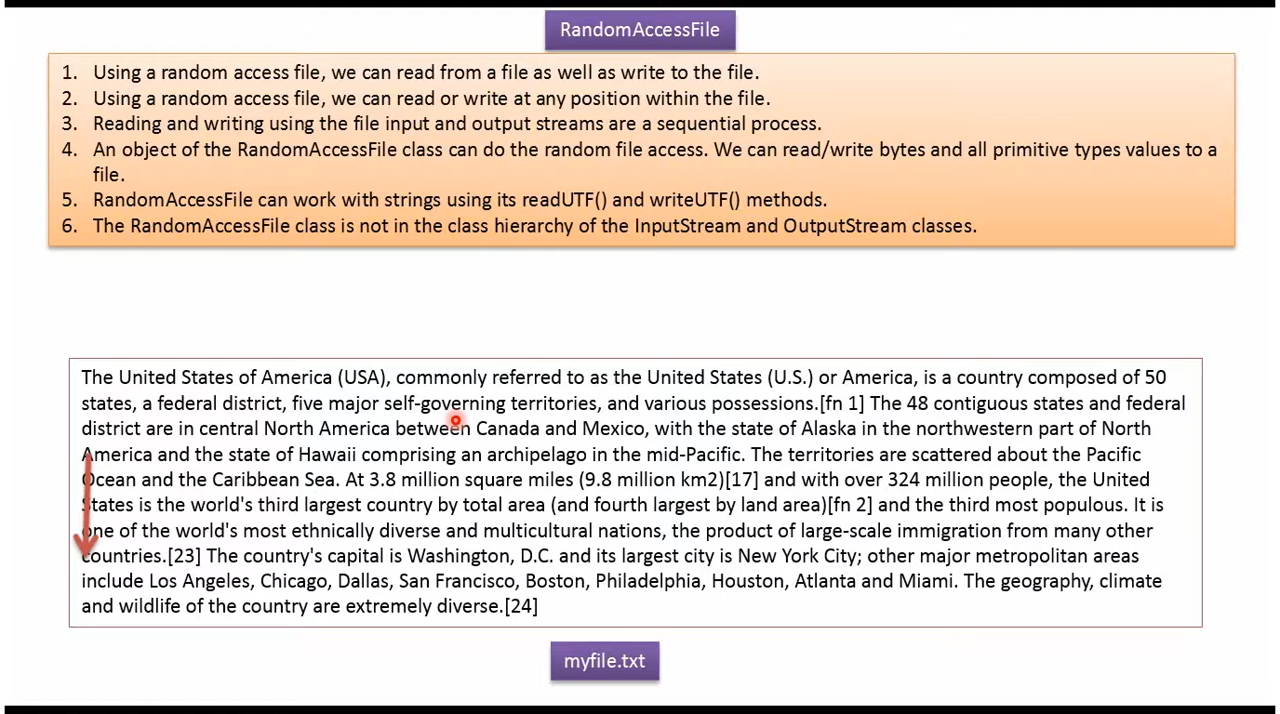 RandomAccessFile
1. Using a random access file, we can read from a file as well as write to the file.
2. Using a random access file, we can read or write at any position within the file.
3. Reading and writing using the file input and output streams are a sequential process.
4. An object of the RandomAccessFile class can do the random file access. We can read/write bytes and all primitive types values to a
file.
5. RandomAccessFile can work with strings using its readUTF() and writeUTF() methods.
6. The RandomAccessFile class is not in the class hierarchy of the InputStream and OutputStream classes.
The United States of America (USA), commonly referred to as the United States (U.S.) or America, is a country composed of 50
states, a federal district, five major self-governing territories, and various possessions.[fn 1] The 48 contiguous states and federal
district are in central North America between Canada and Mexico, with the state of Alaska in the northwestern part of North
America and the state of Hawaii comprising an archipelago in the mid-Pacific. The territories are scattered about the Pacific
Ocean and the Caribbean Sea. At 3.8 million square miles (9.8 million km2)[17] and with over 324 million people, the United
States is the world's third largest country by total area (and fourth largest by land area)[fn 2] and the third most populous. It is
one of the world's most ethnically diverse and multicultural nations, the product of large-scale immigration from many other
countries.[23] The country's capital is Washington, D.C. and its largest city is New York City; other major metropolitan areas
include Los Angeles, Chicago, Dallas, San Francisco, Boston, Philadelphia, Houston, Atlanta and Miami. The geography, climate
and wildlife of the country are extremely diverse.[24]
myfile.txt